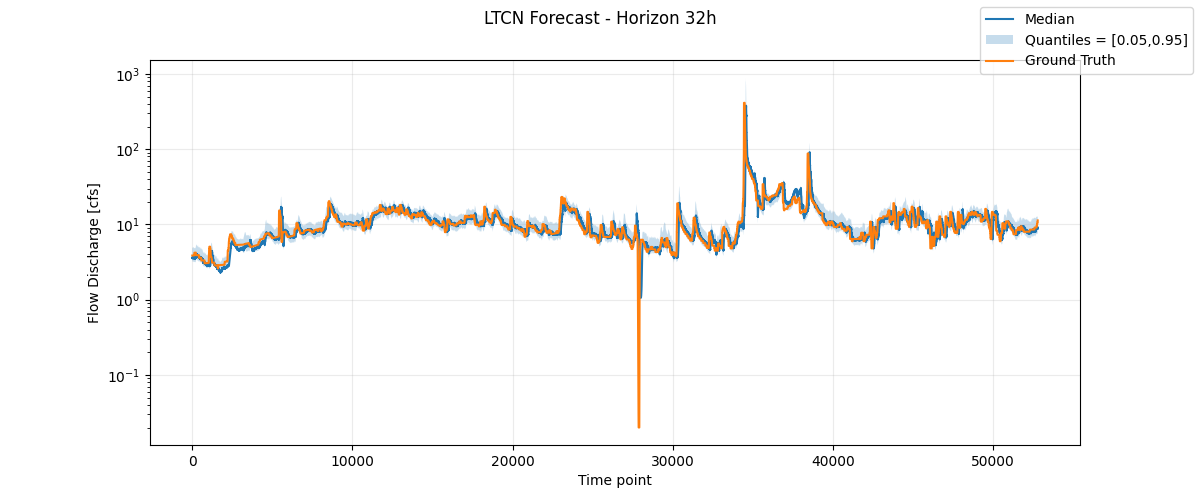 LTCN Forecast - Horizon 32h
Median
Quantiles = [0.05,0.95]
Ground Truth
Flow Discharge [cfs]
10³
10²
10¹
10⁰
10⁻¹
0 10000 20000 30000 40000 50000
Time point